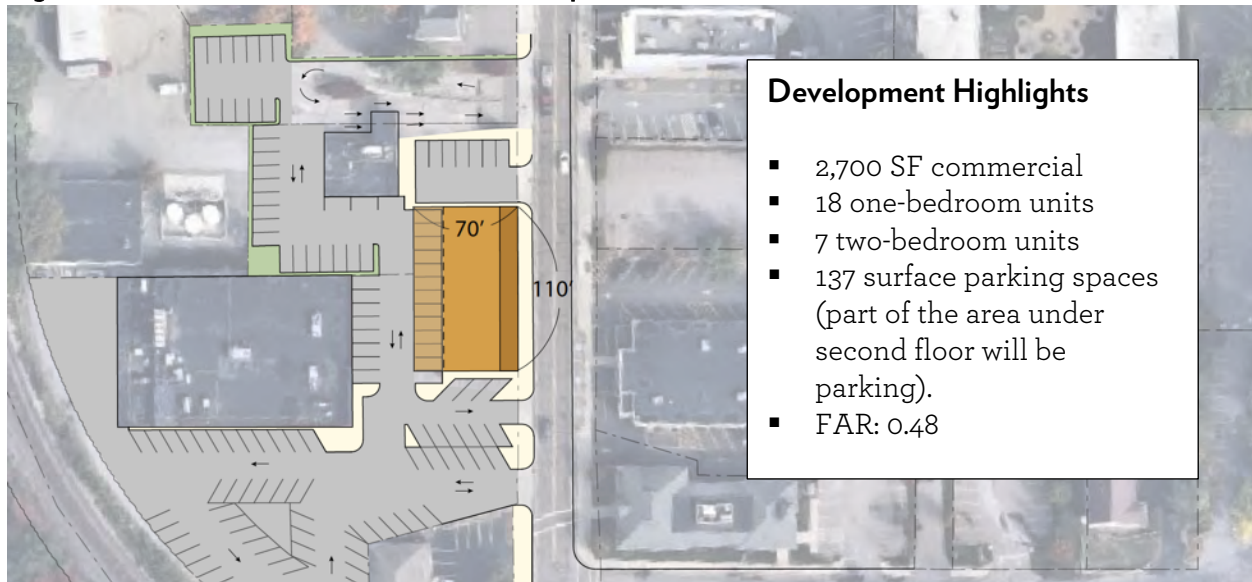 Development Highlights
▪ 2,700 SF commercial
▪ 18 one-bedroom units
▪ 7 two-bedroom units
▪ 137 surface parking spaces
(part of the area under
second floor will be
parking).
▪ FAR: 0.48
70'
110'